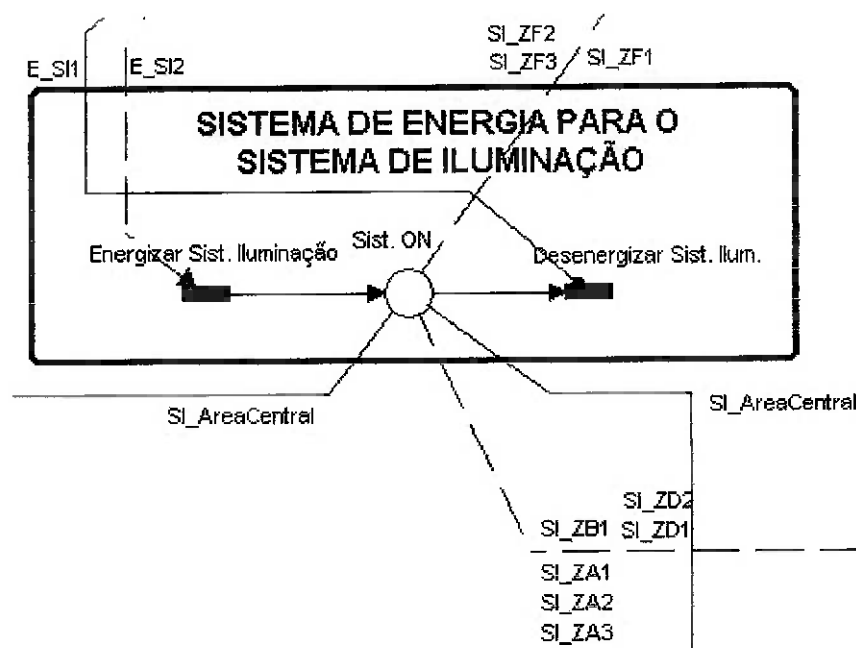 SI_ZF2
SI_ZF3
SI_ZF1
E_SI1
E_SI2
SISTEMA DE ENERGIA PARA O
SISTEMA DE ILUMINAÇÃO
Energizar Sist. Iluminação
Sist. ON
Desenergizar Sist. Ilum.
SI_AreaCentral
SI_AreaCentral
SI_ZD2
SI_ZB1
SI_ZD1
SI_ZA1
SI_ZA2
SI_ZA3